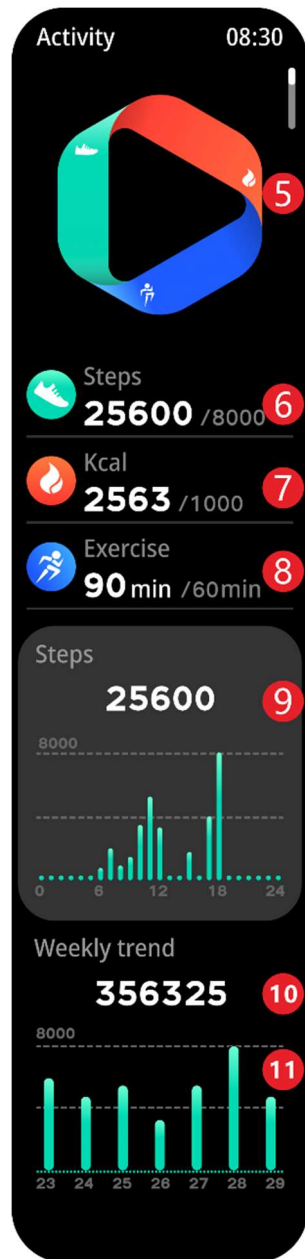 Activity 08:30
5
Steps
25600 /8000 6
Kcal
2563 /1000 7
Exercise
90 min /60min 8
Steps
25600 9
8000
0 6 12 18 24
Weekly trend
356325 10
8000
11
23 24 25 26 27 28 29